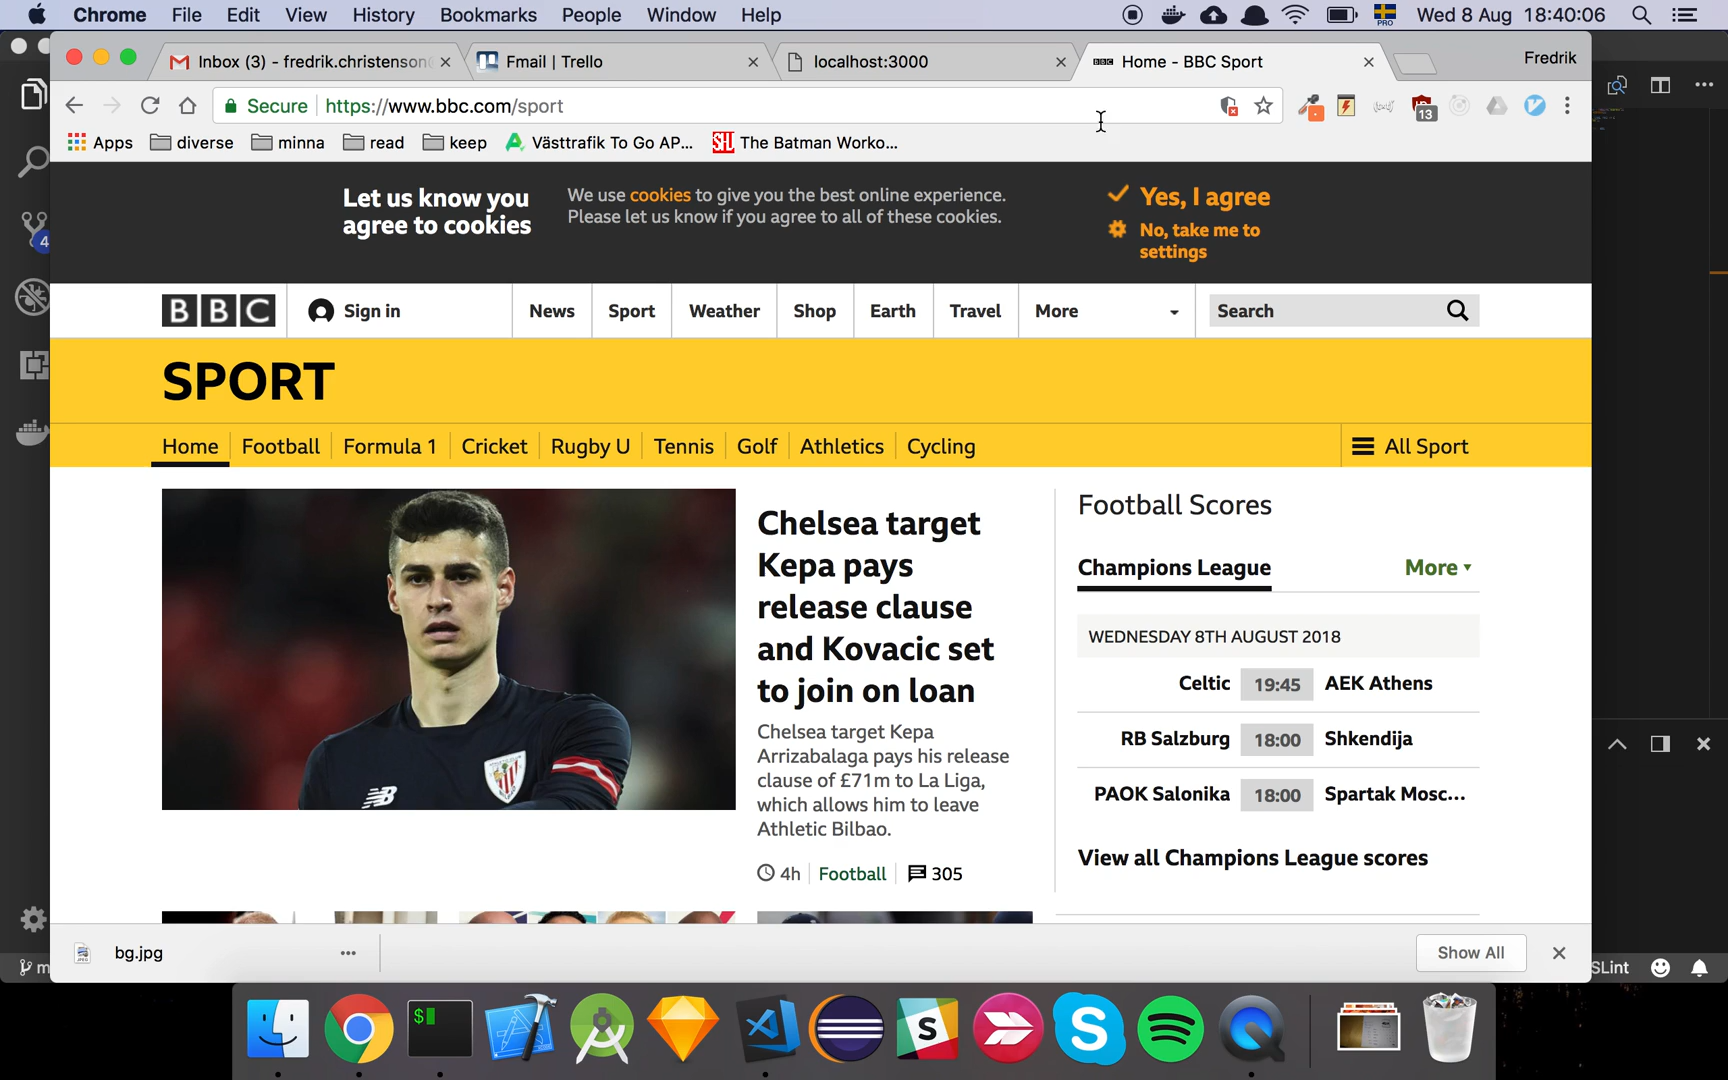 Chrome File Edit View History Bookmarks People Window Help
PRO
Wed 8 Aug 18:40:06
Inbox (3) - fredrik.christenson
Fmail | Trello
localhost:3000
BBC Home - BBC Sport
Fredrik
Secure https://www.bbc.com/sport
13
Apps diverse minna read keep Västtrafik To Go AP... The Batman Worko...
4
Let us know you
agree to cookies
We use cookies to give you the best online experience.
Please let us know if you agree to all of these cookies.
Yes, I agree
No, take me to
settings
BBC Sign in News Sport Weather Shop Earth Travel More Search
SPORT
Home Football Formula 1 Cricket Rugby U Tennis Golf Athletics Cycling All Sport
Chelsea target
Kepa pays
release clause
and Kovacic set
to join on loan
Chelsea target Kepa
Arrizabalaga pays his release
clause of £71m to La Liga,
which allows him to leave
Athletic Bilbao.
4h Football 305
Football Scores
Champions League More
WEDNESDAY 8TH AUGUST 2018
Celtic 19:45 AEK Athens
RB Salzburg 18:00 Shkendija
PAOK Salonika 18:00 Spartak Mosc...
View all Champions League scores
bg.jpg
Show All
m
SLint
$
S
S